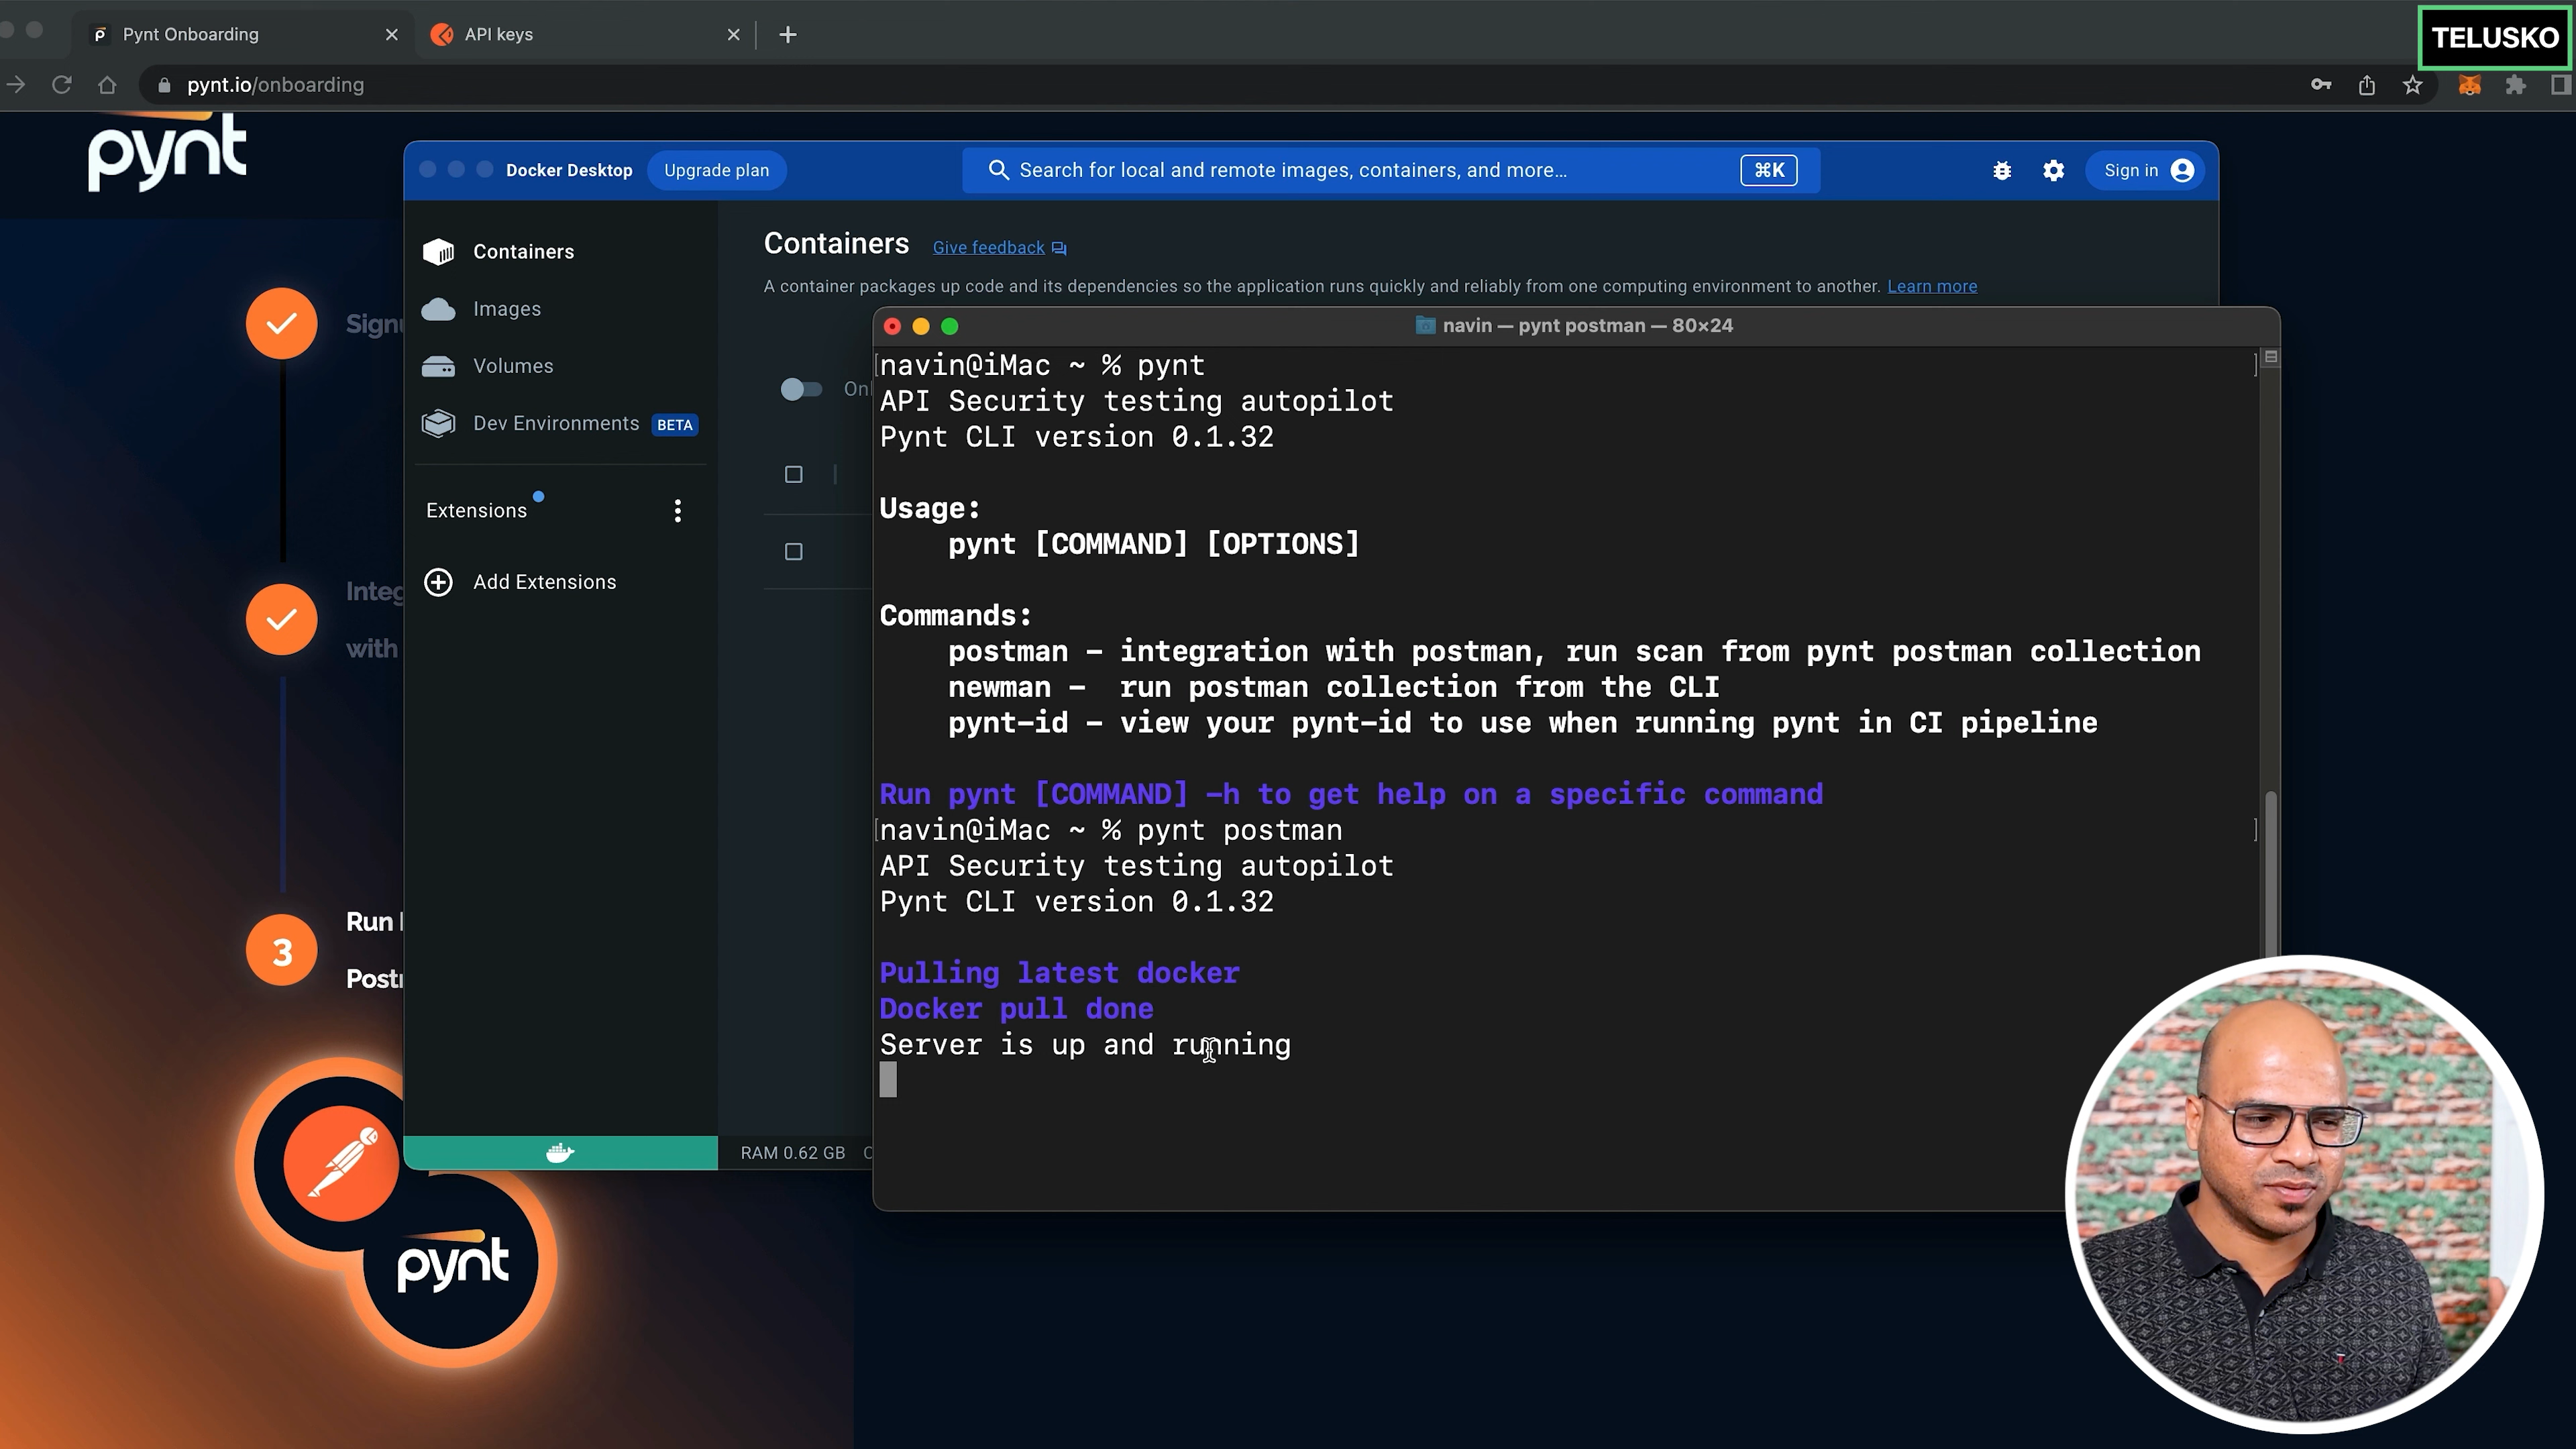 Pynt Onboarding
API keys
TELUSKO
pynt.io/onboarding
pynt
Docker Desktop
Upgrade plan
Search for local and remote images, containers, and more...
⌘K
Sign in
Containers
Images
Volumes
Dev Environments BETA
Extensions
Add Extensions
Containers Give feedback
A container packages up code and its dependencies so the application runs quickly and reliably from one computing environment to another. Learn more
navin — pynt postman — 80×24
navin@iMac ~ % pynt
API Security testing autopilot
Pynt CLI version 0.1.32
Usage:
pynt [COMMAND] [OPTIONS]
Commands:
postman – integration with postman, run scan from pynt postman collection
newman – run postman collection from the CLI
pynt-id – view your pynt-id to use when running pynt in CI pipeline
Run pynt [COMMAND] -h to get help on a specific command
navin@iMac ~ % pynt postman
API Security testing autopilot
Pynt CLI version 0.1.32
Pulling latest docker
Docker pull done
Server is up and running
with
3
Run
RAM 0.62 GB
pynt